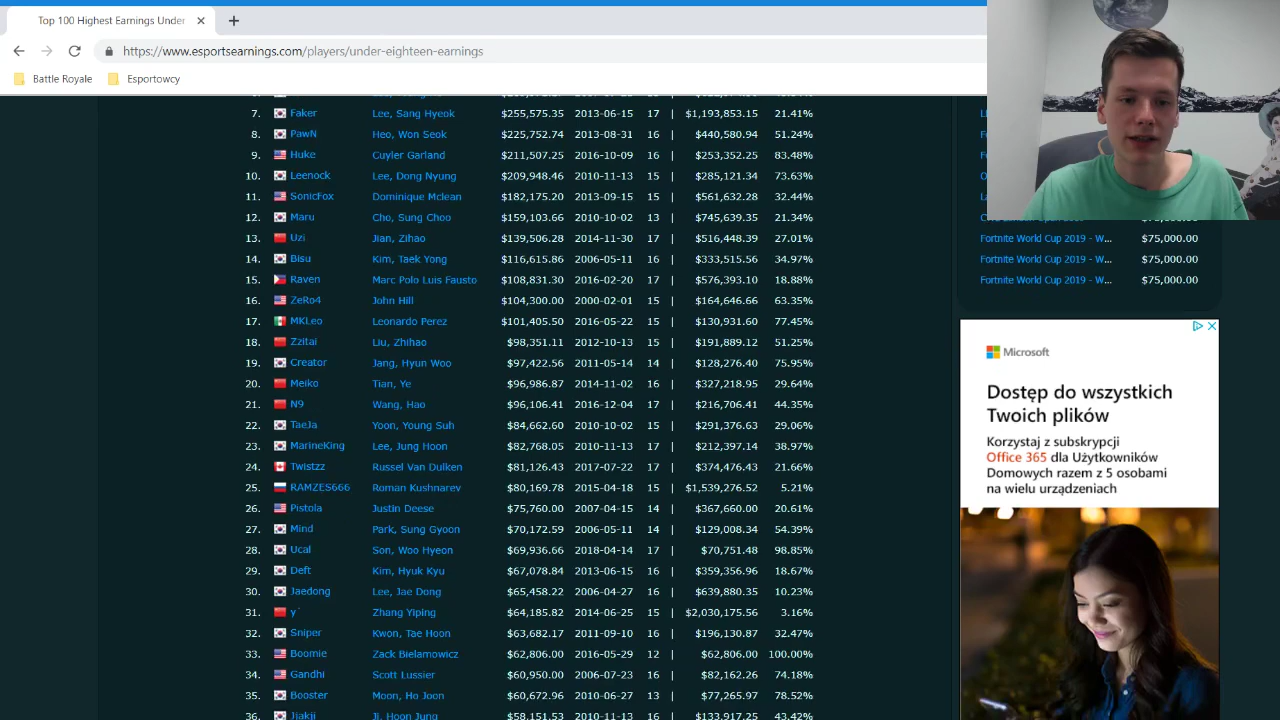 Top 100 Highest Earnings Under
https://www.esportsearnings.com/players/under-eighteen-earnings
Battle Royale Esportowcy
7. Faker Lee, Sang Hyeok $255,575.35 2013-06-15 17 | $1,193,853.15 21.41%
8. PawN Heo, Won Seok $225,752.74 2013-08-31 16 | $440,580.94 51.24%
9. Huke Cuyler Garland $211,507.25 2016-10-09 16 | $253,352.25 83.48%
10. Leenock Lee, Dong Nyung $209,948.46 2010-11-13 15 | $285,121.34 73.63%
11. SonicFox Dominique Mclean $182,175.20 2013-09-15 15 | $561,632.28 32.44%
12. Maru Cho, Sung Choo $159,103.66 2010-10-02 13 | $745,639.35 21.34%
13. Uzi Jian, Zihao $139,506.28 2014-11-30 17 | $516,448.39 27.01%
14. Bisu Kim, Taek Yong $116,615.86 2006-05-11 16 | $333,515.56 34.97%
15. Raven Marc Polo Luis Fausto $108,831.30 2016-02-20 17 | $576,393.10 18.88%
16. ZeRo4 John Hill $104,300.00 2000-02-01 15 | $164,646.66 63.35%
17. MKLeo Leonardo Perez $101,405.50 2016-05-22 15 | $130,931.60 77.45%
18. Zzitai Liu, Zhihao $98,351.11 2012-10-13 15 | $191,889.12 51.25%
19. Creator Jang, Hyun Woo $97,422.56 2011-05-14 14 | $128,276.40 75.95%
20. Meiko Tian, Ye $96,986.87 2014-11-02 16 | $327,218.95 29.64%
21. N9 Wang, Hao $96,106.41 2016-12-04 17 | $216,706.41 44.35%
22. TaeJa Yoon, Young Suh $84,662.60 2010-10-02 15 | $291,376.63 29.06%
23. MarineKing Lee, Jung Hoon $82,768.05 2010-11-13 17 | $212,397.14 38.97%
24. Twistzz Russel Van Dulken $81,126.43 2017-07-22 17 | $374,476.43 21.66%
25. RAMZES666 Roman Kushnarev $80,169.78 2015-04-18 15 | $1,539,276.52 5.21%
26. Pistola Justin Deese $75,760.00 2007-04-15 14 | $367,660.00 20.61%
27. Mind Park, Sung Gyoon $70,172.59 2006-05-11 14 | $129,008.34 54.39%
28. Ucal Son, Woo Hyeon $69,936.66 2018-04-14 17 | $70,751.48 98.85%
29. Deft Kim, Hyuk Kyu $67,078.84 2013-06-15 16 | $359,356.96 18.67%
30. Jaedong Lee, Jae Dong $65,458.22 2006-04-27 16 | $639,880.35 10.23%
31. y´ Zhang Yiping $64,185.82 2014-06-25 15 | $2,030,175.56 3.16%
32. Sniper Kwon, Tae Hoon $63,682.17 2011-09-10 16 | $196,130.87 32.47%
33. Boomie Zack Bielamowicz $62,806.00 2016-05-29 12 | $62,806.00 100.00%
34. Gandhi Scott Lussier $60,950.00 2006-07-23 16 | $82,162.26 74.18%
35. Booster Moon, Ho Joon $60,672.96 2010-06-27 13 | $77,265.97 78.52%
36. Jjakji Ji, Hoon Jung $58,151.53 2010-11-13 16 | $133,917.25 43.42%
Fortnite World Cup 2019 - W... $75,000.00
Fortnite World Cup 2019 - W... $75,000.00
Fortnite World Cup 2019 - W... $75,000.00
Microsoft
Dostęp do wszystkich
Twoich plików
Korzystaj z subskrypcji
Office 365 dla Użytkowników
Domowych razem z 5 osobami
na wielu urządzeniach